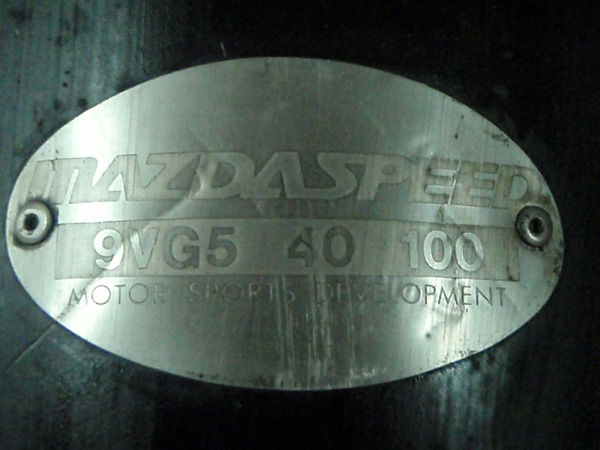 MAZDASPEED
9VG5 40 100
MOTOR SPORTS DEVELOPMENT